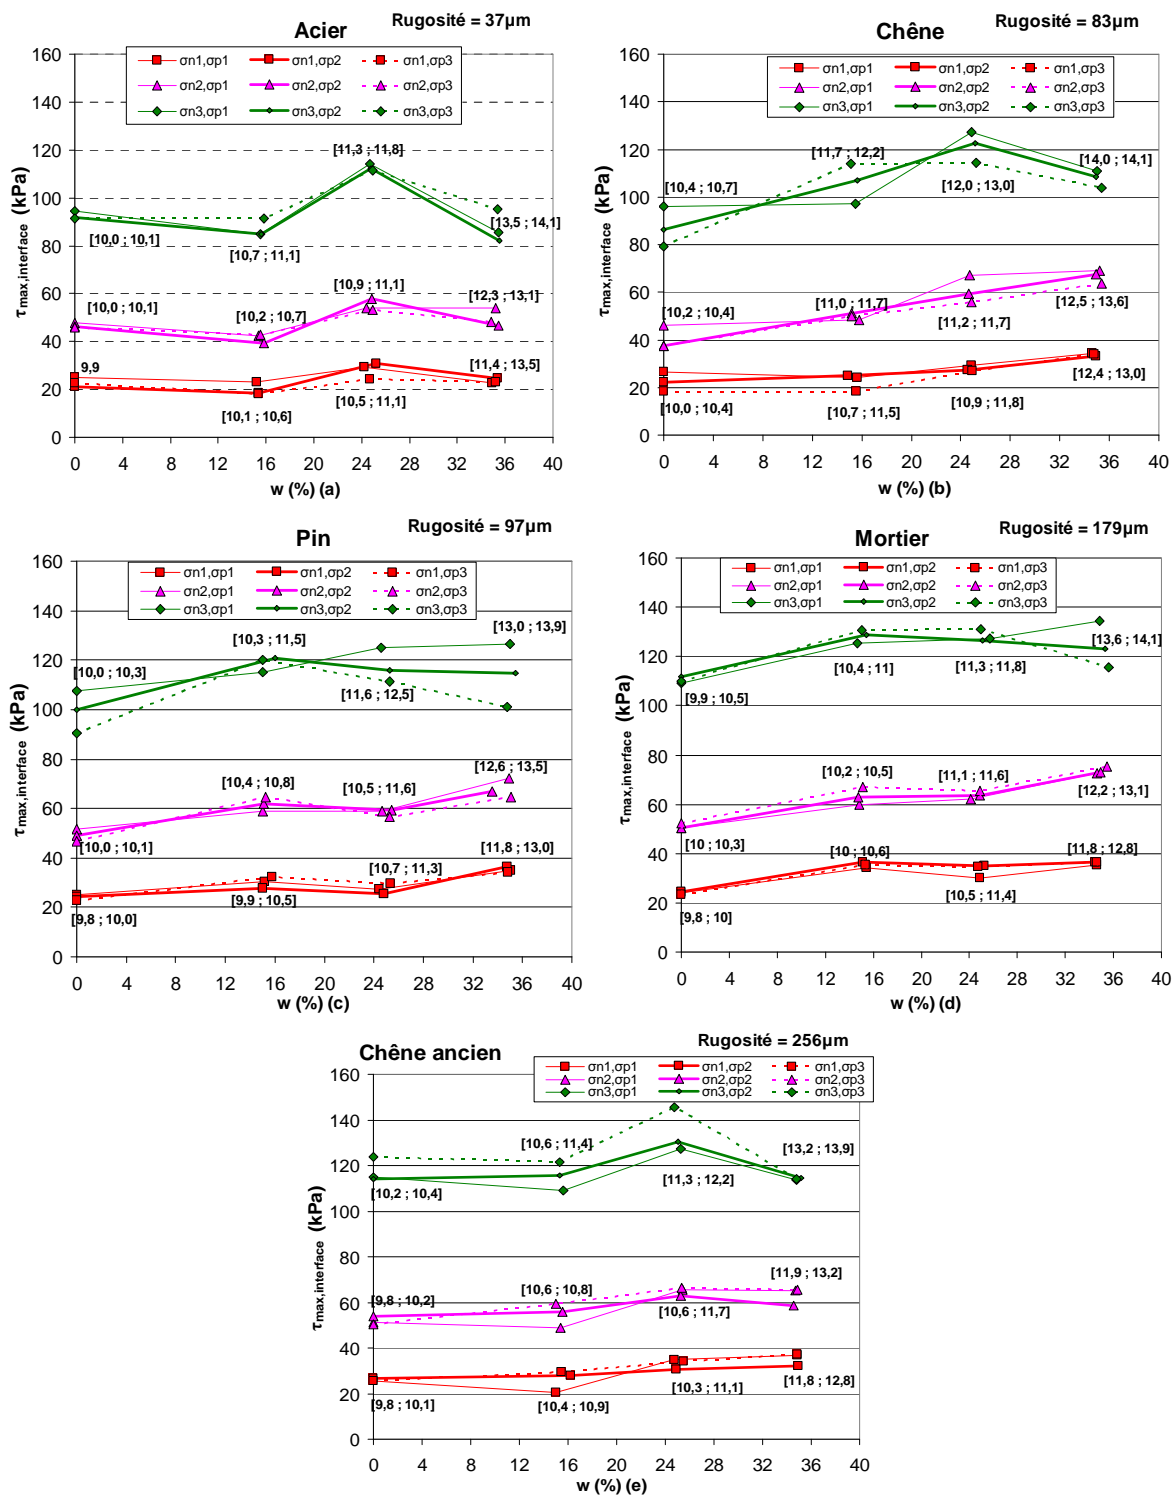 Acier
Rugosité = 37µm
σn1,σp1 σn1,σp2 σn1,σp3
σn2,σp1 σn2,σp2 σn2,σp3
σn3,σp1 σn3,σp2 σn3,σp3
160
140
120
100
80
60
40
20
0
τmax,interface (kPa)
[11,3 ; 11,8]
[10,0 ; 10,1]
[10,7 ; 11,1]
[13,5 ; 14,1]
[10,0 ; 10,1]
[10,2 ; 10,7]
[10,9 ; 11,1]
[12,3 ; 13,1]
9,9
[10,1 ; 10,6]
[10,5 ; 11,1]
[11,4 ; 13,5]
0 4 8 12 16 20 24 28 32 36 40
w (%) (a)
Chêne
Rugosité = 83µm
σn1,σp1 σn1,σp2 σn1,σp3
σn2,σp1 σn2,σp2 σn2,σp3
σn3,σp1 σn3,σp2 σn3,σp3
160
140
120
100
80
60
40
20
0
τmax,interface (kPa)
[10,4 ; 10,7]
[11,7 ; 12,2]
[12,0 ; 13,0]
[14,0 ; 14,1]
[10,2 ; 10,4]
[11,0 ; 11,7]
[11,2 ; 11,7]
[12,5 ; 13,6]
[10,0 ; 10,4]
[10,7 ; 11,5]
[10,9 ; 11,8]
[12,4 ; 13,0]
0 4 8 12 16 20 24 28 32 36 40
w (%) (b)
Pin
Rugosité = 97µm
σn1,σp1 σn1,σp2 σn1,σp3
σn2,σp1 σn2,σp2 σn2,σp3
σn3,σp1 σn3,σp2 σn3,σp3
160
140
120
100
80
60
40
20
0
τmax,interface (kPa)
[10,0 ; 10,3]
[10,3 ; 11,5]
[11,6 ; 12,5]
[13,0 ; 13,9]
[10,0 ; 10,1]
[10,4 ; 10,8]
[10,5 ; 11,6]
[12,6 ; 13,5]
[9,8 ; 10,0]
[9,9 ; 10,5]
[10,7 ; 11,3]
[11,8 ; 13,0]
0 4 8 12 16 20 24 28 32 36 40
w (%) (c)
Mortier
Rugosité = 179µm
σn1,σp1 σn1,σp2 σn1,σp3
σn2,σp1 σn2,σp2 σn2,σp3
σn3,σp1 σn3,σp2 σn3,σp3
160
140
120
100
80
60
40
20
0
τmax,interface (kPa)
[9,9 ; 10,5]
[10,4 ; 11]
[11,3 ; 11,8]
[13,6 ; 14,1]
[10 ; 10,3]
[10,2 ; 10,5]
[11,1 ; 11,6]
[12,2 ; 13,1]
[9,8 ; 10]
[10 ; 10,6]
[10,5 ; 11,4]
[11,8 ; 12,8]
0 4 8 12 16 20 24 28 32 36 40
w (%) (d)
Chêne ancien
Rugosité = 256µm
σn1,σp1 σn1,σp2 σn1,σp3
σn2,σp1 σn2,σp2 σn2,σp3
σn3,σp1 σn3,σp2 σn3,σp3
160
140
120
100
80
60
40
20
0
τmax,interface (kPa)
[10,2 ; 10,4]
[10,6 ; 11,4]
[11,3 ; 12,2]
[13,2 ; 13,9]
[9,8 ; 10,2]
[10,6 ; 10,8]
[10,6 ; 11,7]
[11,9 ; 13,2]
[9,8 ; 10,1]
[10,4 ; 10,9]
[10,3 ; 11,1]
[11,8 ; 12,8]
0 4 8 12 16 20 24 28 32 36 40
w (%) (e)